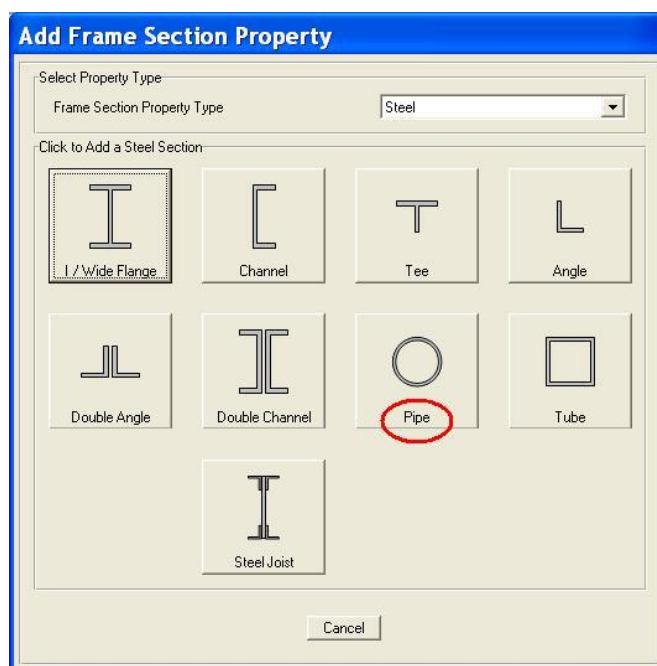 Add Frame Section Property
Select Property Type
Frame Section Property Type
Steel
Click to Add a Steel Section
I / Wide Flange
Channel
Tee
Angle
Double Angle
Double Channel
Pipe
Tube
Steel Joist
Cancel